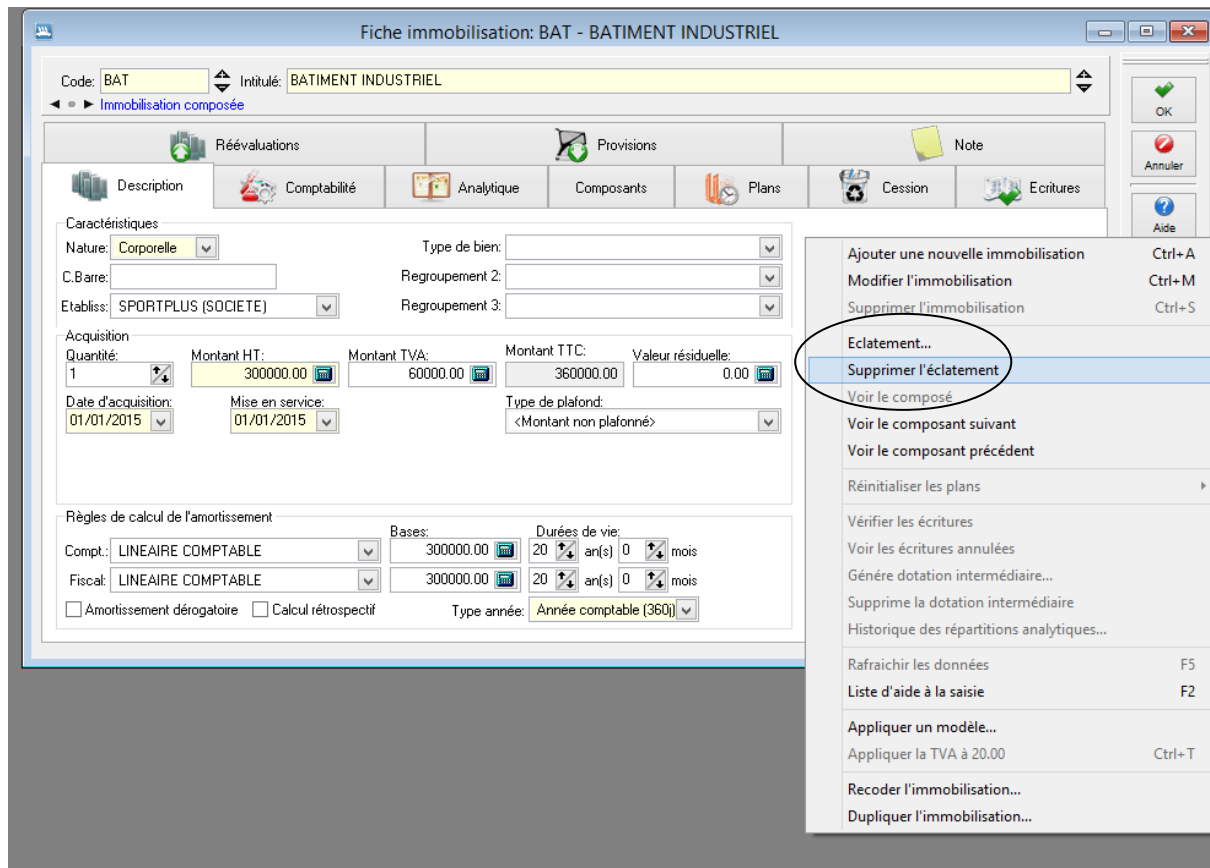 Fiche immobilisation: BAT - BATIMENT INDUSTRIEL
Code: BAT Intitulé: BATIMENT INDUSTRIEL
Immobilisation composée
OK
Annuler
Aide
Réévaluations Provisions Note
Description Comptabilité Analytique Composants Plans Cession Ecritures
Caractéristiques
Nature: Corporelle Type de bien:
C.Barre: Regroupement 2:
Etabliss: SPORTPLUS (SOCIETE) Regroupement 3:
Acquisition
Quantité: Montant HT: Montant TVA: Montant TTC: Valeur résiduelle:
1 300000.00 60000.00 360000.00 0.00
Date d'acquisition: Mise en service: Type de plafond:
01/01/2015 01/01/2015 <Montant non plafonné>
Règles de calcul de l'amortissement
Bases: Durées de vie:
Compt.: LINEAIRE COMPTABLE 300000.00 20 an(s) 0 mois
Fiscal: LINEAIRE COMPTABLE 300000.00 20 an(s) 0 mois
Amortissement dérogatoire Calcul rétrospectif Type année: Année comptable (360j)
Ajouter une nouvelle immobilisation Ctrl+A
Modifier l'immobilisation Ctrl+M
Supprimer l'immobilisation Ctrl+S
Eclatement...
Supprimer l'éclatement
Voir le composé
Voir le composant suivant
Voir le composant précédent
Réinitialiser les plans
Vérifier les écritures
Voir les écritures annulées
Génére dotation intermédiaire...
Supprime la dotation intermédiaire
Historique des répartitions analytiques...
Rafraichir les données F5
Liste d'aide à la saisie F2
Appliquer un modèle...
Appliquer la TVA à 20.00 Ctrl+T
Recoder l'immobilisation...
Dupliquer l'immobilisation...